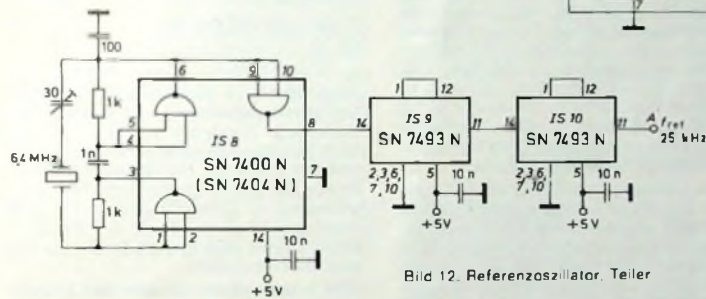 7
100
6
9
10
30
1k
5
4
6,4 MHz
1n
3
1k
1
2
IS 8
SN 7400 N
(SN 7404 N)
8
7
14
10 n
+5V
14
1
12
IS 9
SN 7493 N
11
2,3,6,
7,10
5
10 n
+5V
14
1
12
IS 10
SN 7493 N
11
2,3,6,
7,10
5
10 n
+5V
A
fref
25 kHz
Bild 12. Referenzoszillator, Teiler